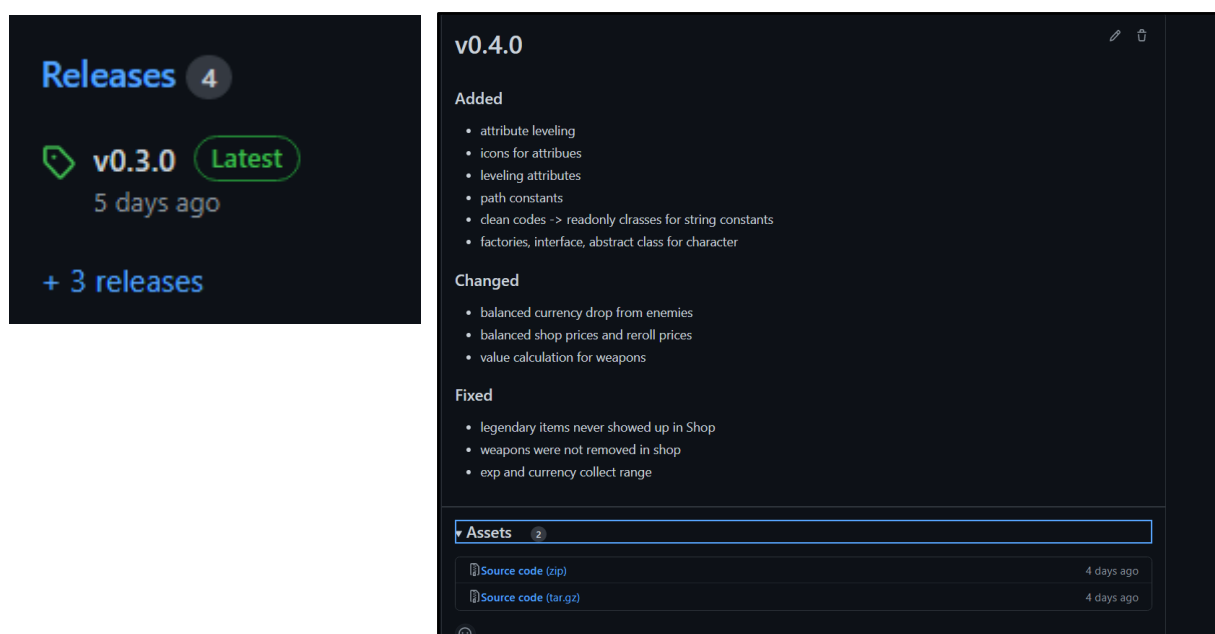 Releases 4
v0.3.0 Latest
5 days ago
+ 3 releases
v0.4.0
Added
attribute leveling
icons for attribues
leveling attributes
path constants
clean codes -> readonly clrasses for string constants
factories, interface, abstract class for character
Changed
balanced currency drop from enemies
balanced shop prices and reroll prices
value calculation for weapons
Fixed
legendary items never showed up in Shop
weapons were not removed in shop
exp and currency collect range
Assets 2
Source code (zip) 4 days ago
Source code (tar.gz) 4 days ago